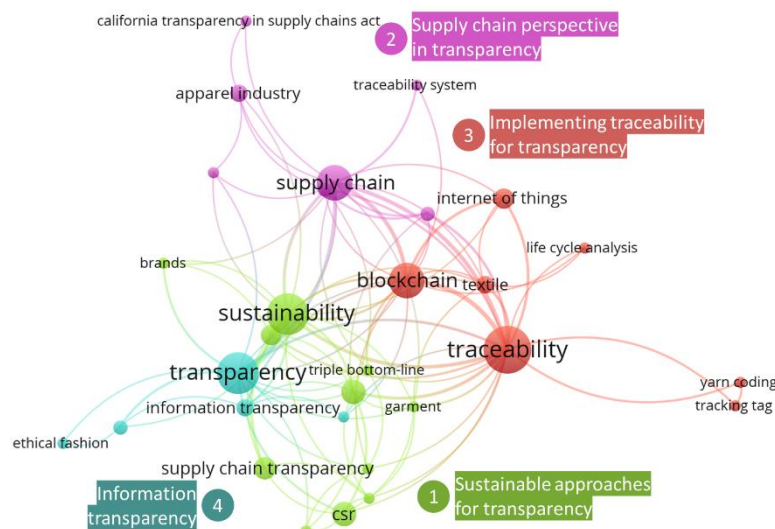 california transparency in supply chains act
2
Supply chain perspective
in transparency
apparel industry
traceability system
3
Implementing traceability
for transparency
supply chain
internet of things
life cycle analysis
brands
blockchain
textile
sustainability
traceability
transparency
triple bottom-line
yarn coding
information transparency
garment
tracking tag
ethical fashion
supply chain transparency
Information
transparency
4
1
Sustainable approaches
for transparency
csr